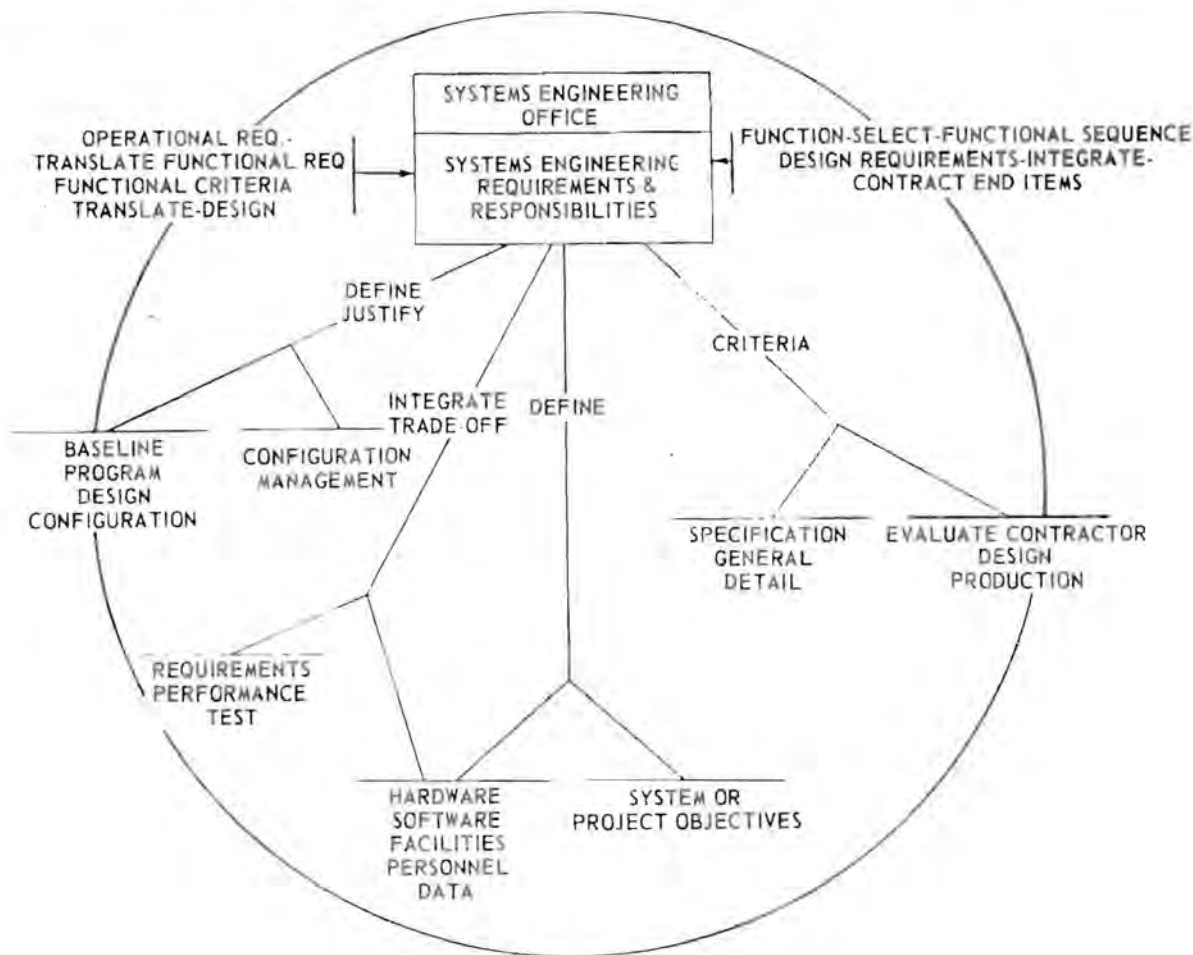 SYSTEMS ENGINEERING
OFFICE
SYSTEMS ENGINEERING
REQUIREMENTS &
RESPONSIBILITIES
OPERATIONAL REQ.-
TRANSLATE FUNCTIONAL REQ
FUNCTIONAL CRITERIA
TRANSLATE-DESIGN
FUNCTION-SELECT-FUNCTIONAL SEQUENCE
DESIGN REQUIREMENTS-INTEGRATE-
CONTRACT END ITEMS
DEFINE
JUSTIFY
CRITERIA
INTEGRATE
TRADE-OFF
DEFINE
BASELINE
PROGRAM
DESIGN
CONFIGURATION
CONFIGURATION
MANAGEMENT
SPECIFICATION
GENERAL
DETAIL
EVALUATE CONTRACTOR
DESIGN
PRODUCTION
REQUIREMENTS
PERFORMANCE
TEST
HARDWARE
SOFTWARE
FACILITIES
PERSONNEL
DATA
SYSTEM OR
PROJECT OBJECTIVES